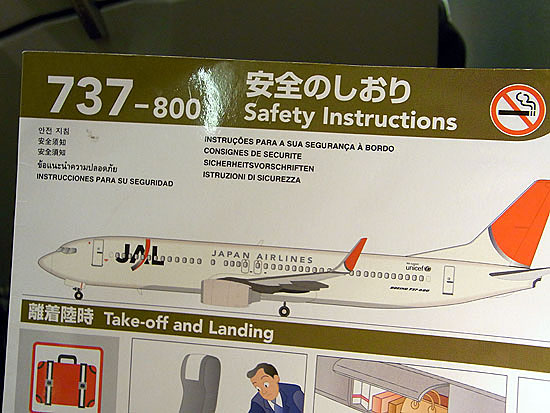 737-800
安全のしおり
Safety Instructions
안전 지침
安全須知
安全須知
ข้อแนะนำความปลอดภัย
INSTRUCCIONES PARA SU SEGURIDAD
INSTRUÇÕES PARA A SUA SEGURANÇA À BORDO
CONSIGNES DE SECURITE
SICHERHEITSVORSCHRIFTEN
ISTRUZIONI DI SICUREZZA
JAL
JAPAN AIRLINES
unicef
BOEING 737-800
離着陸時 Take-off and Landing